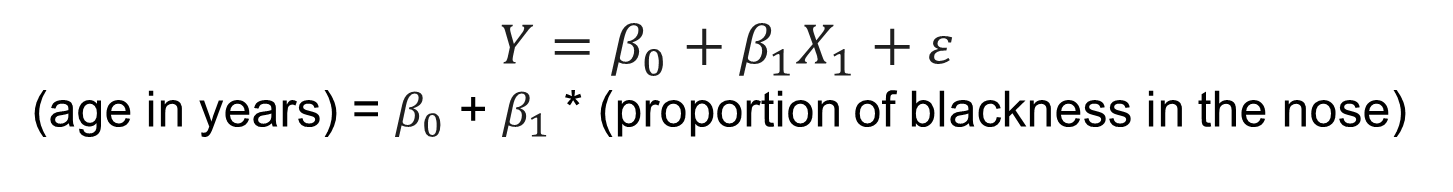 Y = β₀ + β₁X₁ + ε
(age in years) = β₀ + β₁ * (proportion of blackness in the nose)